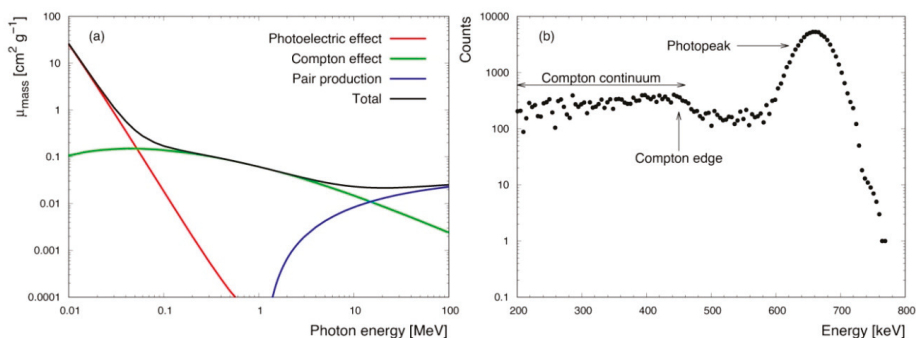 (a)
Photoelectric effect
Compton effect
Pair production
Total
μmass [cm² g⁻¹]
100
10
1
0.1
0.01
0.001
0.0001
0.01 0.1 1 10 100
Photon energy [MeV]
(b)
Counts
10000
1000
100
10
1
0.1
Photopeak
Compton continuum
Compton edge
200 300 400 500 600 700 800
Energy [keV]